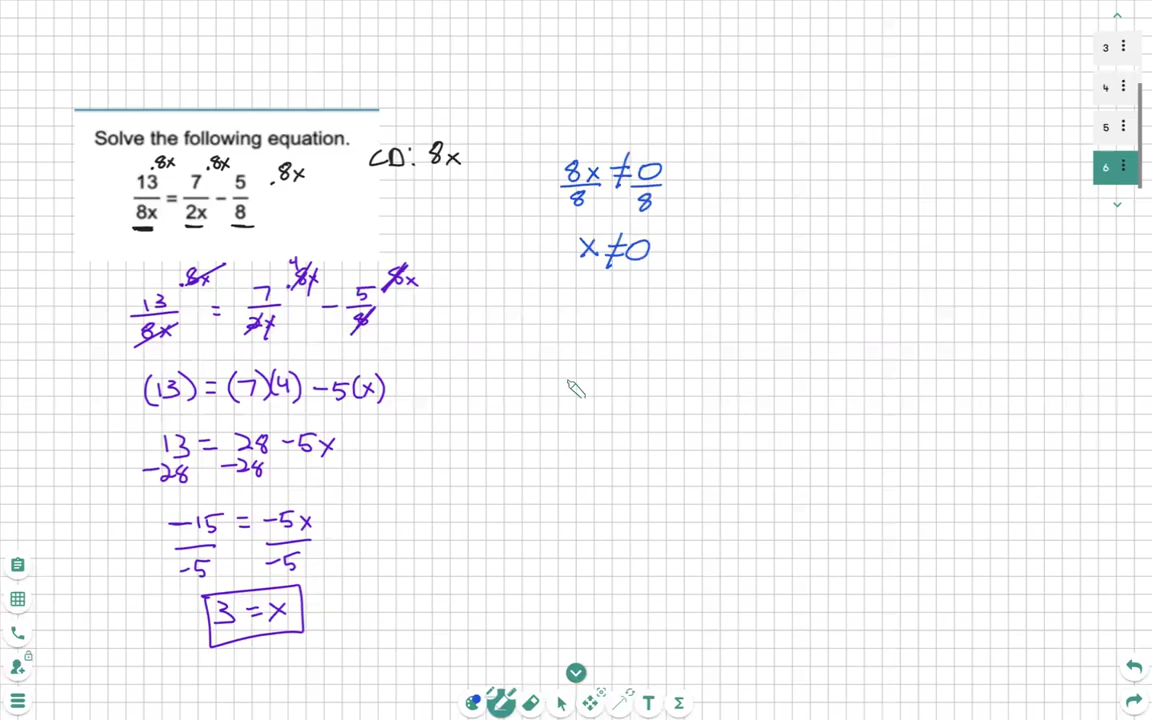 Solve the following equation.
.8x .8x .8x
13/8x = 7/2x - 5/8
CD: 8x
13/8x .8x = 7/2x .8x 4 - 5/8 8x
(13) = (7)(4) - 5(x)
13 = 28 - 5x
-28 -28
-15 = -5x
-5 -5
3 = x
8x ≠ 0
8 8
x ≠ 0
3
4
5
6
T
Σ